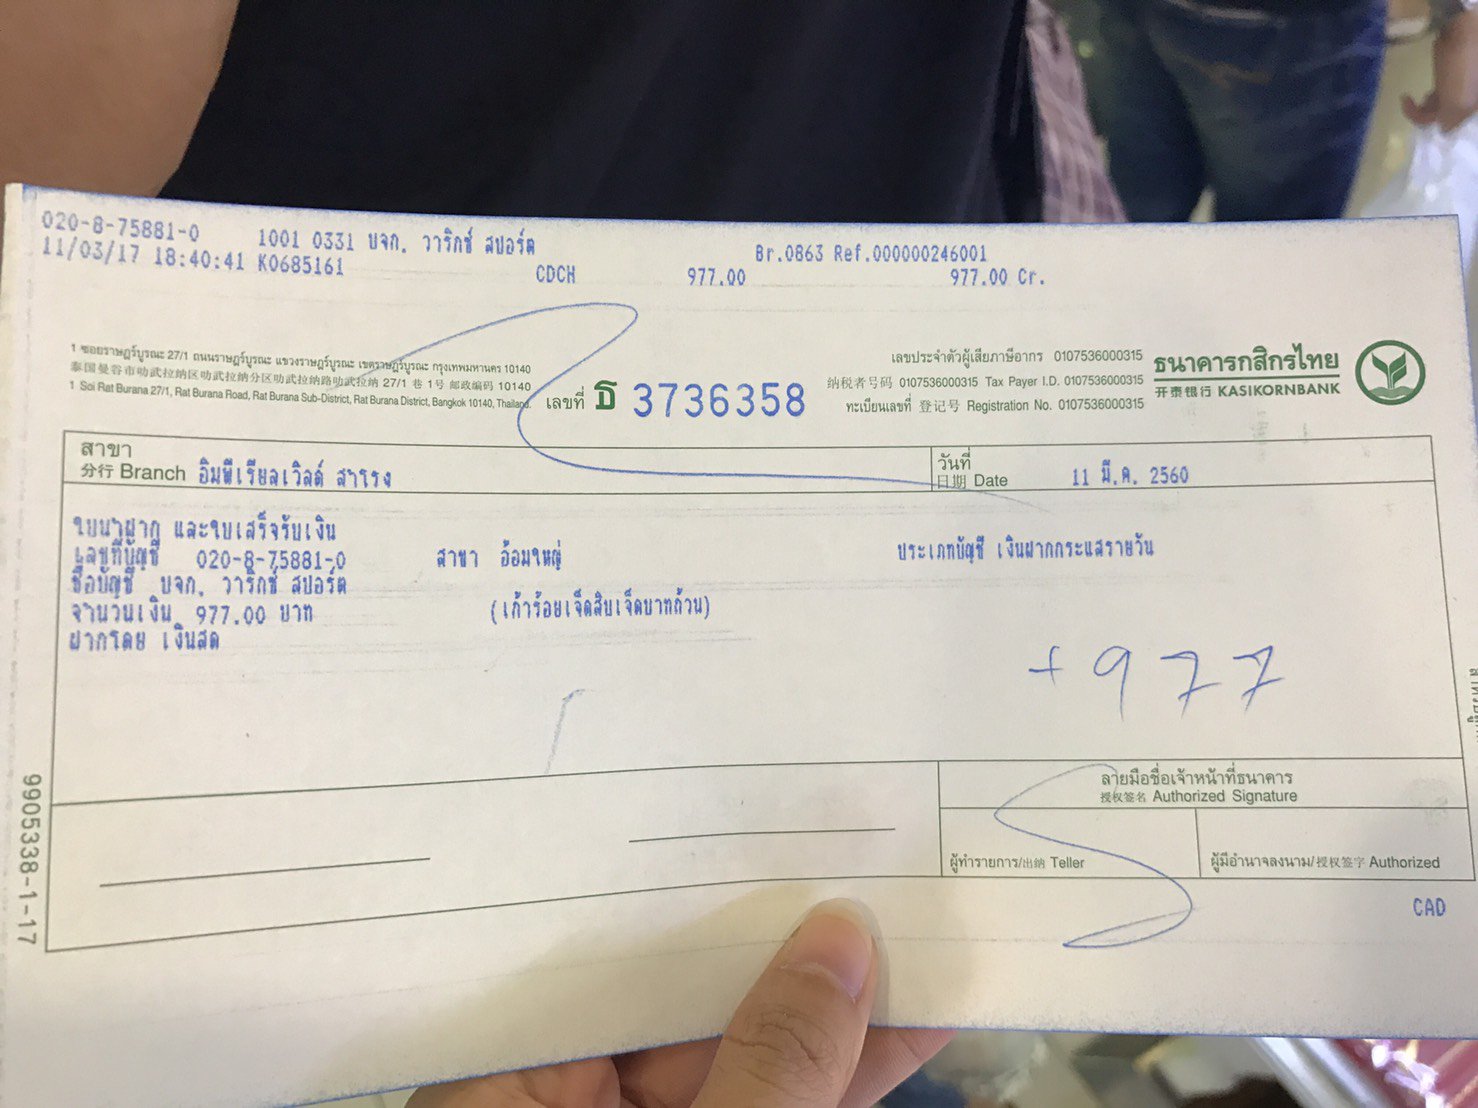 020-8-75881-0 1001 0331 บจก. วาริกซ์ สปอร์ต Br.0863 Ref.000000246001
11/03/17 18:40:41 K0685161 CDCH 977.00 977.00 Cr.
1 ซอยราษฎร์บูรณะ 27/1 ถนนราษฎร์บูรณะ แขวงราษฎร์บูรณะ เขตราษฎร์บูรณะ กรุงเทพมหานคร 10140
泰国曼谷市叻武拉纳区叻武拉纳分区叻武拉纳路叻武拉纳 27/1 巷 1号 邮政编码 10140
1 Soi Rat Burana 27/1, Rat Burana Road, Rat Burana Sub-District, Rat Burana District, Bangkok 10140, Thailand.
เลขที่ ธ 3736358
เลขประจำตัวผู้เสียภาษีอากร 0107536000315
纳税者号码 0107536000315 Tax Payer I.D. 0107536000315
ทะเบียนเลขที่ 登记号 Registration No. 0107536000315
ธนาคารกสิกรไทย
开泰银行 KASIKORNBANK
สาขา
分行 Branch อิมพีเรียลเวิลด์ สำโรง
วันที่
日期 Date 11 มี.ค. 2560
ใบนำฝาก และใบเสร็จรับเงิน
เลขที่บัญชี 020-8-75881-0 สาขา อ้อมใหญ่ ประเภทบัญชี เงินฝากกระแสรายวัน
ชื่อบัญชี บจก. วาริกซ์ สปอร์ต
จำนวนเงิน 977.00 บาท (เก้าร้อยเจ็ดสิบเจ็ดบาทถ้วน)
ฝากโดย เงินสด
+977
ลายมือชื่อเจ้าหน้าที่ธนาคาร
授权签名 Authorized Signature
ผู้ทำรายการ/出纳 Teller
ผู้มีอำนาจลงนาม/授权签字 Authorized
CAD
9905338-1-17